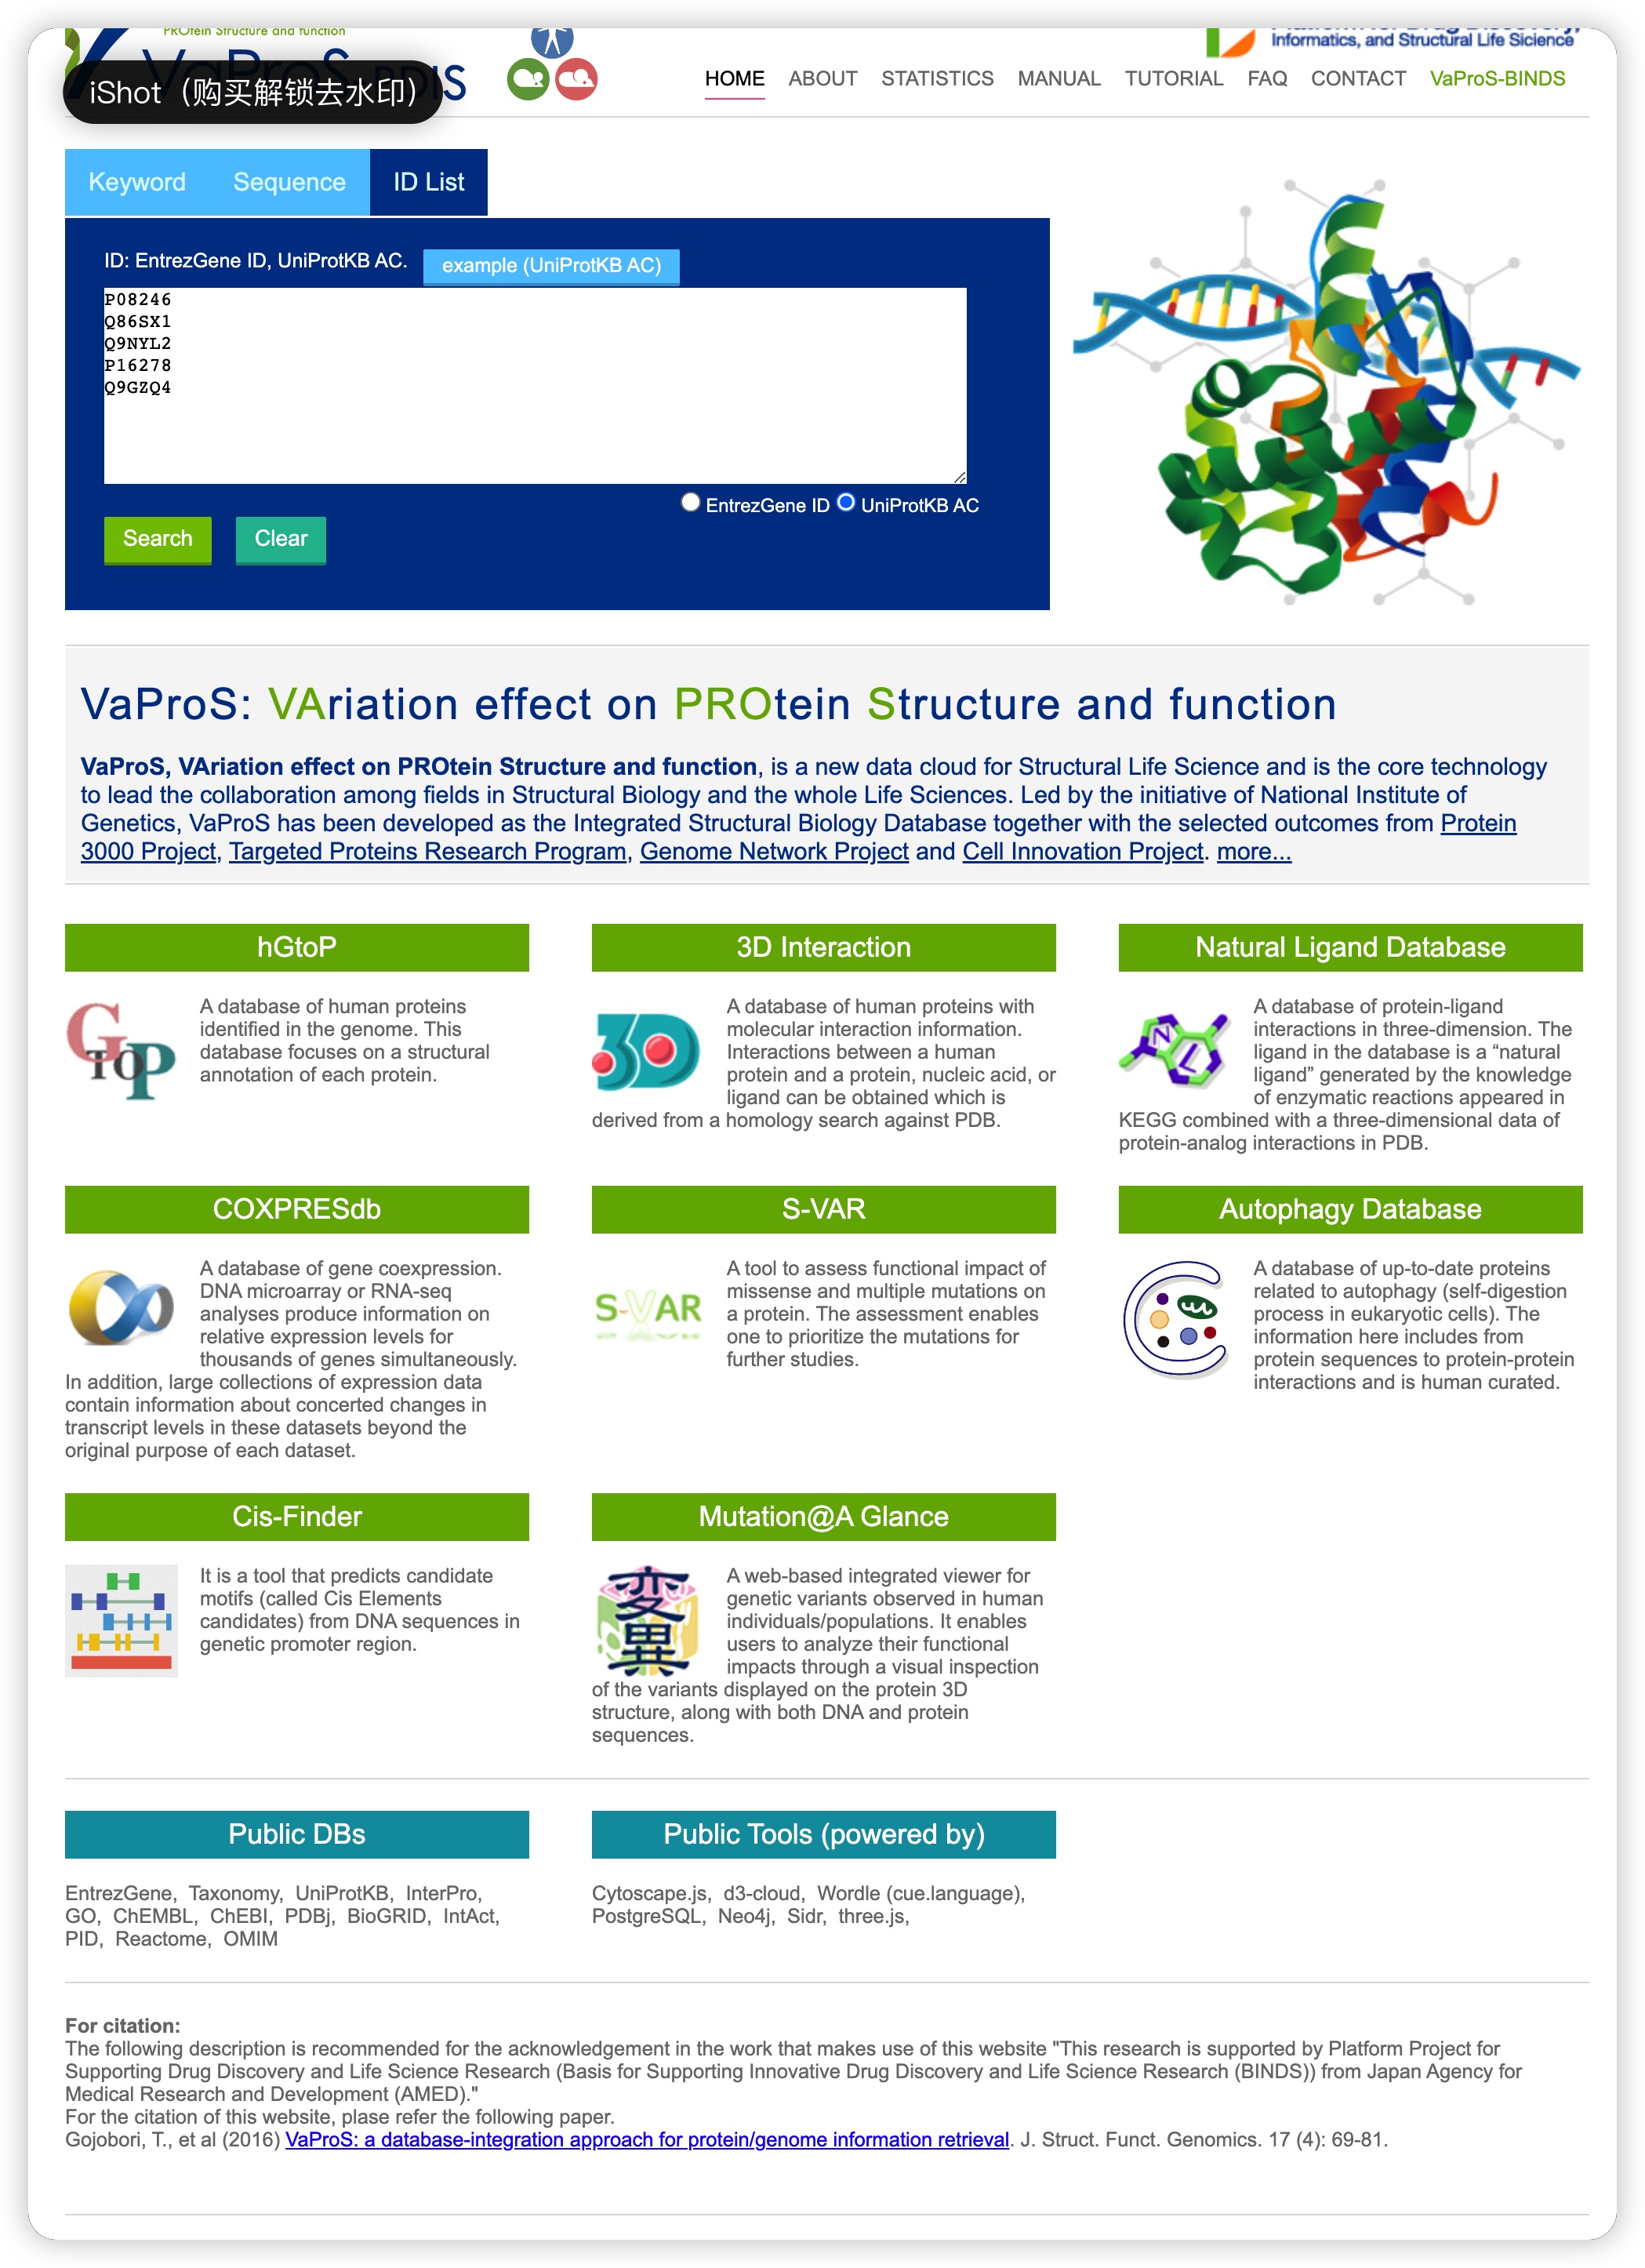 PROtein Structure and function
iShot（购买解锁去水印）
Informatics, and Structural Life Sicience
HOME ABOUT STATISTICS MANUAL TUTORIAL FAQ CONTACT VaProS-BINDS
Keyword Sequence ID List
ID: EntrezGene ID, UniProtKB AC. example (UniProtKB AC)
P08246
Q86SX1
Q9NYL2
P16278
Q9GZQ4
EntrezGene ID UniProtKB AC
Search Clear
VaProS: VAriation effect on PROtein Structure and function
VaProS, VAriation effect on PROtein Structure and function, is a new data cloud for Structural Life Science and is the core technology
to lead the collaboration among fields in Structural Biology and the whole Life Sciences. Led by the initiative of National Institute of
Genetics, VaProS has been developed as the Integrated Structural Biology Database together with the selected outcomes from Protein
3000 Project, Targeted Proteins Research Program, Genome Network Project and Cell Innovation Project. more...
hGtoP
GTOP
A database of human proteins
identified in the genome. This
database focuses on a structural
annotation of each protein.
3D Interaction
3D
A database of human proteins with
molecular interaction information.
Interactions between a human
protein and a protein, nucleic acid, or
ligand can be obtained which is
derived from a homology search against PDB.
Natural Ligand Database
NL
A database of protein-ligand
interactions in three-dimension. The
ligand in the database is a “natural
ligand” generated by the knowledge
of enzymatic reactions appeared in
KEGG combined with a three-dimensional data of
protein-analog interactions in PDB.
COXPRESdb
A database of gene coexpression.
DNA microarray or RNA-seq
analyses produce information on
relative expression levels for
thousands of genes simultaneously.
In addition, large collections of expression data
contain information about concerted changes in
transcript levels in these datasets beyond the
original purpose of each dataset.
S-VAR
S-VAR
A tool to assess functional impact of
missense and multiple mutations on
a protein. The assessment enables
one to prioritize the mutations for
further studies.
Autophagy Database
A database of up-to-date proteins
related to autophagy (self-digestion
process in eukaryotic cells). The
information here includes from
protein sequences to protein-protein
interactions and is human curated.
Cis-Finder
It is a tool that predicts candidate
motifs (called Cis Elements
candidates) from DNA sequences in
genetic promoter region.
Mutation@A Glance
変異
A web-based integrated viewer for
genetic variants observed in human
individuals/populations. It enables
users to analyze their functional
impacts through a visual inspection
of the variants displayed on the protein 3D
structure, along with both DNA and protein
sequences.
Public DBs
EntrezGene, Taxonomy, UniProtKB, InterPro,
GO, ChEMBL, ChEBI, PDBj, BioGRID, IntAct,
PID, Reactome, OMIM
Public Tools (powered by)
Cytoscape.js, d3-cloud, Wordle (cue.language),
PostgreSQL, Neo4j, Sidr, three.js,
For citation:
The following description is recommended for the acknowledgement in the work that makes use of this website "This research is supported by Platform Project for
Supporting Drug Discovery and Life Science Research (Basis for Supporting Innovative Drug Discovery and Life Science Research (BINDS)) from Japan Agency for
Medical Research and Development (AMED)."
For the citation of this website, plase refer the following paper.
Gojobori, T., et al (2016) VaProS: a database-integration approach for protein/genome information retrieval. J. Struct. Funct. Genomics. 17 (4): 69-81.